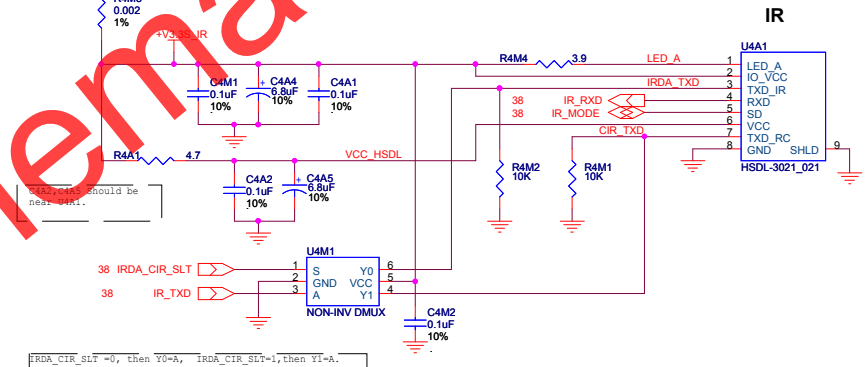 IR
R4M3
0.002
1%
+V3.3S_IR
U4A1
R4M4
3.9
LED_A
1
LED_A
2
IO_VCC
IRDA_TXD
3
TXD_IR
38
IR_RXD
4
RXD
38
IR_MODE
5
SD
6
VCC
CIR_TXD
7
TXD_RC
8
GND
SHLD
9
HSDL-3021_021
C4M1
0.1uF
10%
C4A4
6.8uF
10%
C4A1
0.1uF
10%
R4A1
4.7
VCC_HSDL
C4A2
0.1uF
10%
C4A5
6.8uF
10%
R4M2
10K
R4M1
10K
C4A2,C4A5 should be
near U4A1.
U4M1
38 IRDA_CIR_SLT
1
S
Y0
6
2
GND
VCC
5
38 IR_TXD
3
A
Y1
4
NON-INV DMUX
C4M2
0.1uF
10%
IRDA_CIR_SLT =0, then Y0=A, IRDA_CIR_SLT=1,then Y1=A.